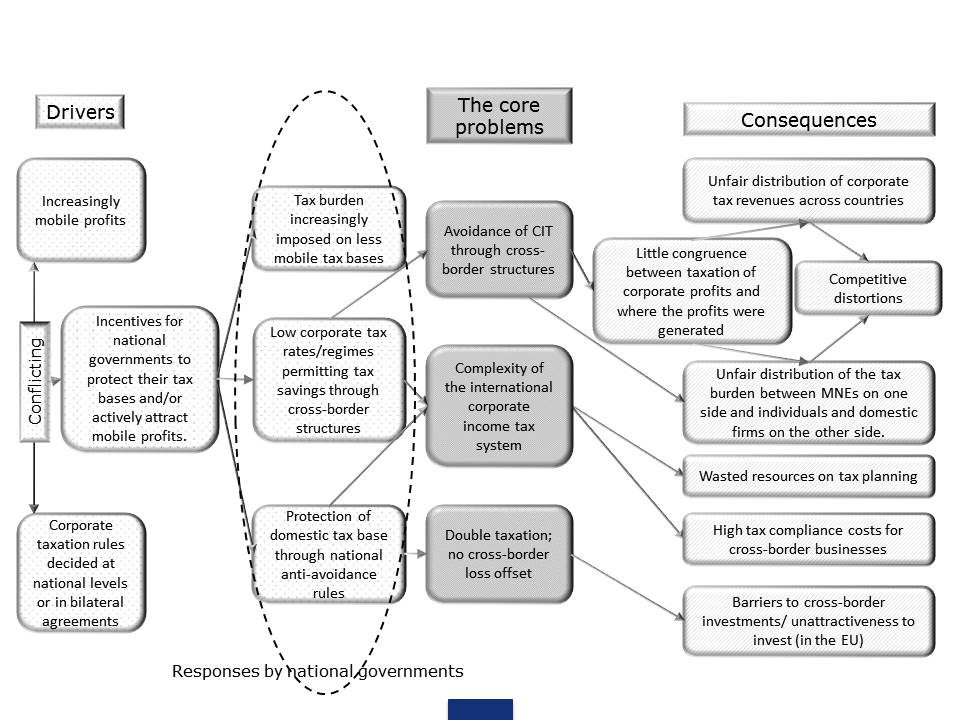 Drivers
The core
problems
Consequences
Increasingly
mobile profits
Conflicting
Corporate
taxation rules
decided at
national levels
or in bilateral
agreements
Incentives for
national
governments to
protect their tax
bases and/or
actively attract
mobile profits.
Tax burden
increasingly
imposed on less
mobile tax bases
Low corporate tax
rates/regimes
permitting tax
savings through
cross-border
structures
Protection of
domestic tax base
through national
anti-avoidance
rules
Responses by national governments
Avoidance of CIT
through cross-
border structures
Complexity of
the international
corporate
income tax
system
Double taxation;
no cross-border
loss offset
Unfair distribution of corporate
tax revenues across countries
Little congruence
between taxation of
corporate profits and
where the profits were
generated
Competitive
distortions
Unfair distribution of the tax
burden between MNEs on one
side and individuals and domestic
firms on the other side.
Wasted resources on tax planning
High tax compliance costs for
cross-border businesses
Barriers to cross-border
investments/ unattractiveness to
invest (in the EU)